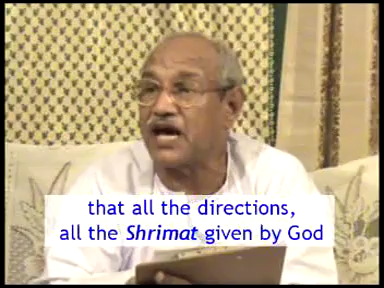 that all the directions,
all the Shrimat given by God